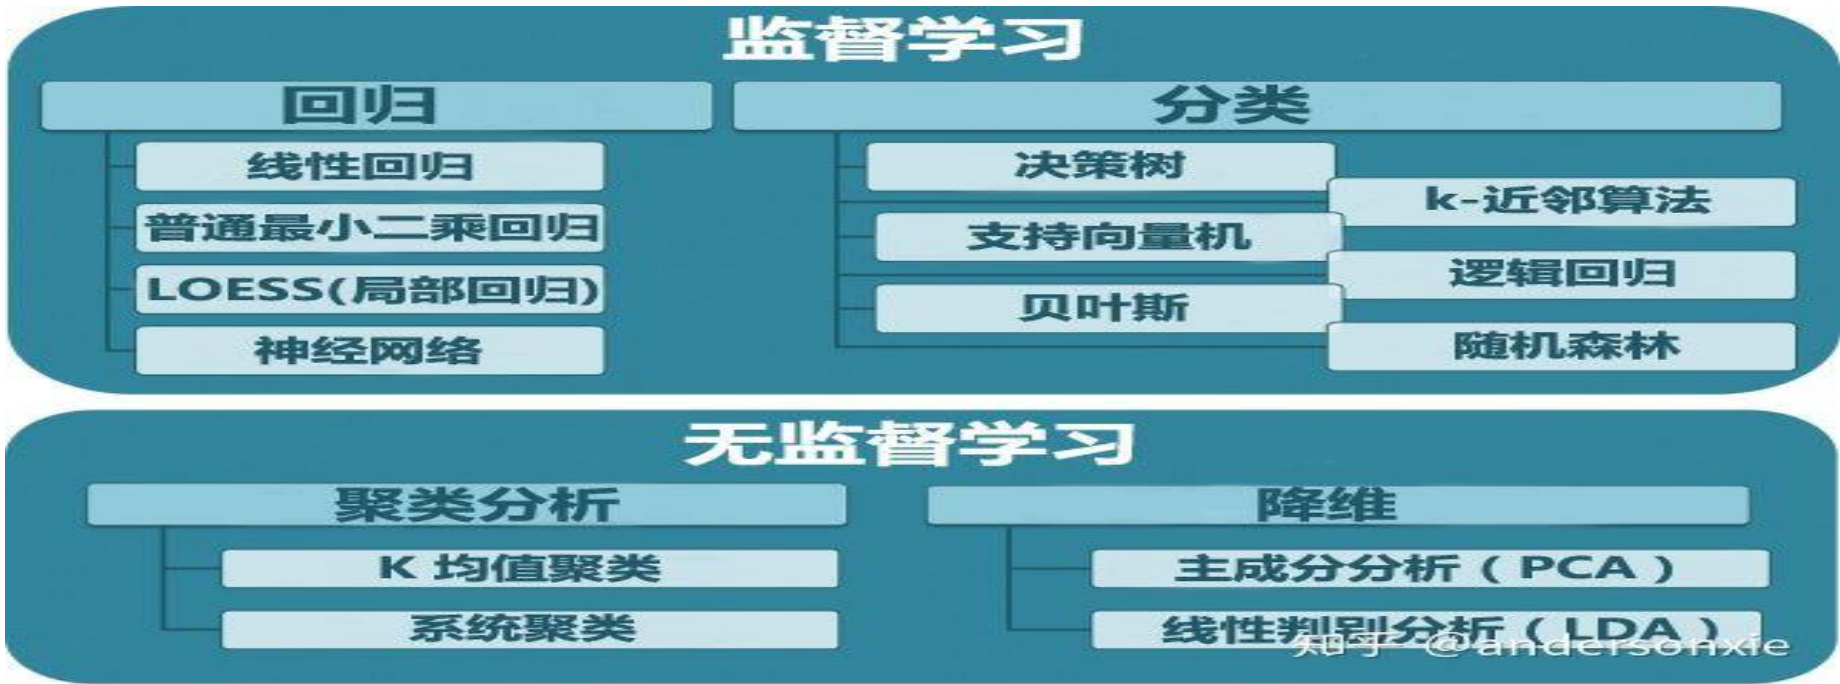 监督学习
回归
线性回归
普通最小二乘回归
LOESS(局部回归)
神经网络
分类
决策树
k-近邻算法
支持向量机
逻辑回归
贝叶斯
随机森林
无监督学习
聚类分析
K 均值聚类
系统聚类
降维
主成分分析（PCA）
线性判别分析（LDA）
知乎 @andersonxie